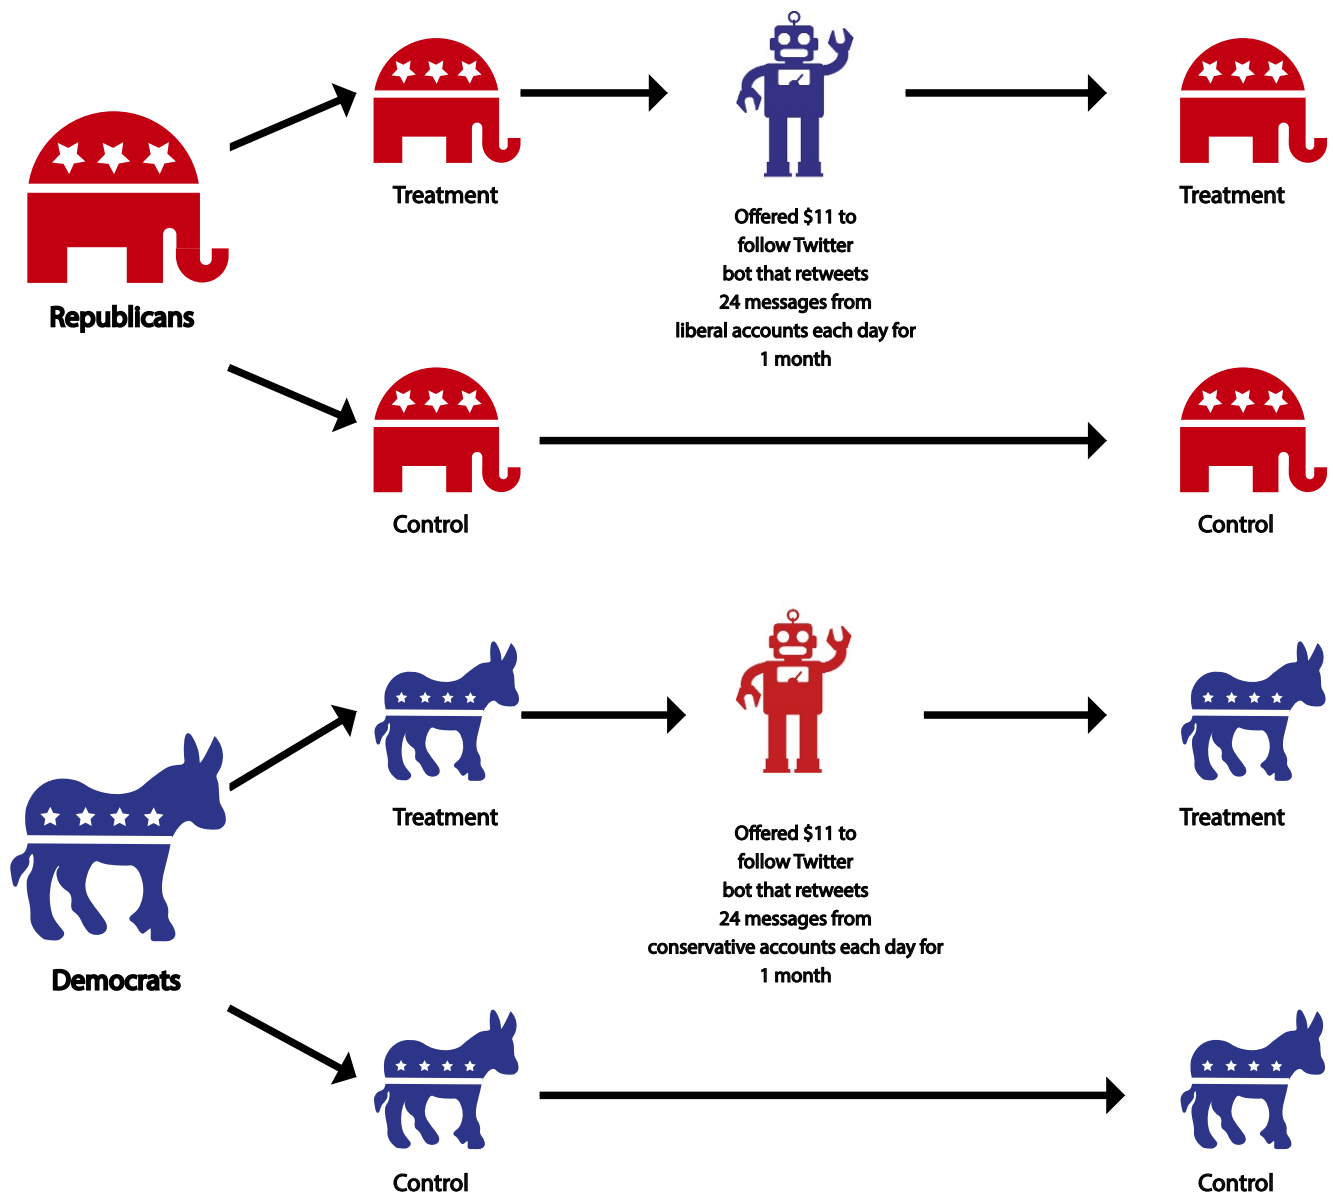 Republicans
Treatment
Offered $11 to
follow Twitter
bot that retweets
24 messages from
liberal accounts each day for
1 month
Treatment
Control
Control
Democrats
Treatment
Offered $11 to
follow Twitter
bot that retweets
24 messages from
conservative accounts each day for
1 month
Treatment
Control
Control